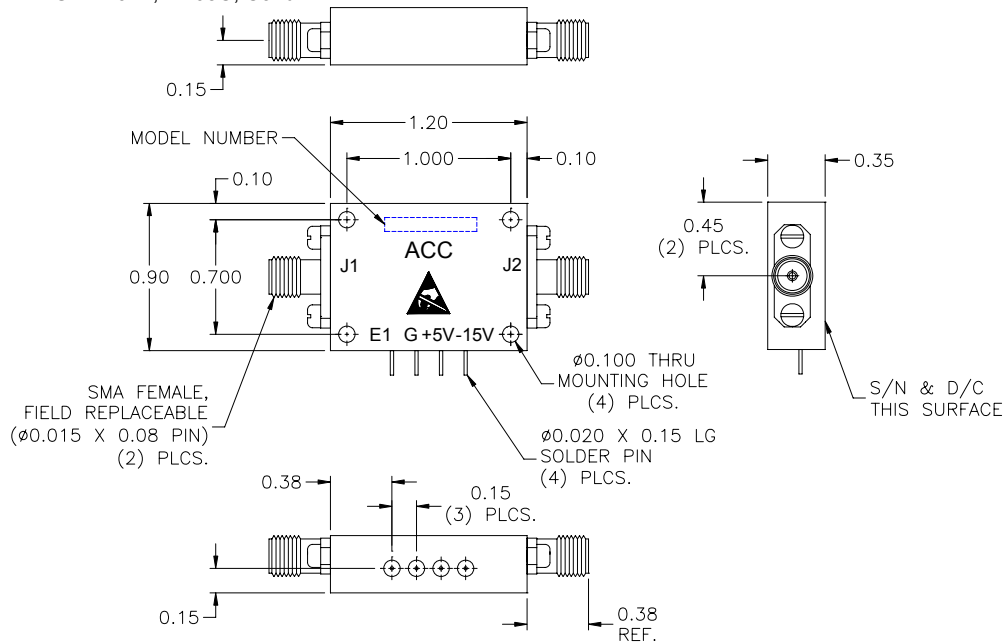 0.15
1.20
MODEL NUMBER
1.000
0.10
0.35
0.10
0.45
(2) PLCS.
ACC
J1
J2
0.90
0.700
E1 G +5V -15V
SMA FEMALE,
FIELD REPLACEABLE
(ø0.015 X 0.08 PIN)
(2) PLCS.
ø0.100 THRU
MOUNTING HOLE
(4) PLCS.
S/N & D/C
THIS SURFACE
ø0.020 X 0.15 LG
SOLDER PIN
(4) PLCS.
0.38
0.15
(3) PLCS.
0.15
0.38
REF.